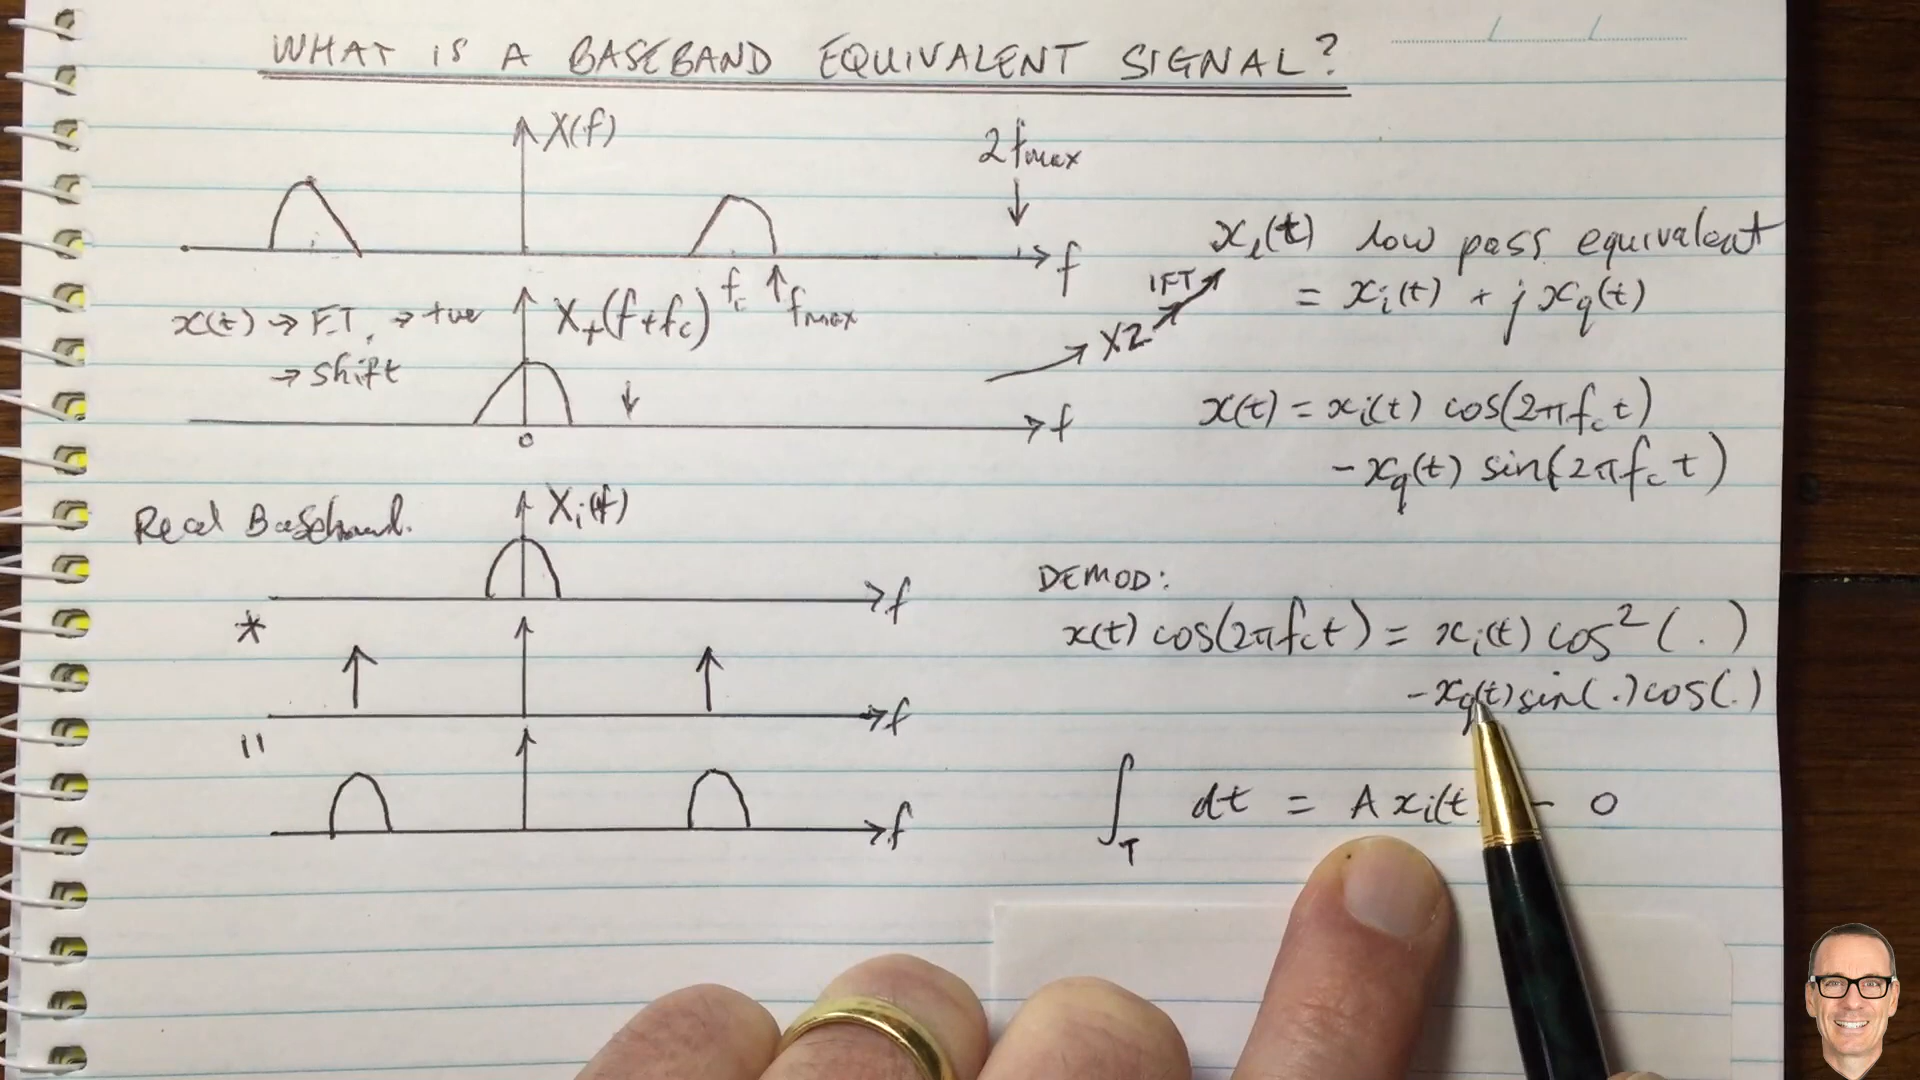 WHAT IS A BASEBAND EQUIVALENT SIGNAL?
X(f)
2fmax
f
fc
fmax
x(t) → F.T. → +ve
→ shift
X+(f+fc)
0
f
→ X2
IFT
xl(t) low pass equivalent
= xi(t) + j xq(t)
x(t) = xi(t) cos(2πfct)
- xq(t) sin(2πfct)
Real Baseband.
Xi(f)
f
*
f
=
f
DEMOD:
x(t) cos(2πfct) = xi(t) cos²(.)
- xq(t) sin(.) cos(.)
∫T dt = A xi(t) - 0